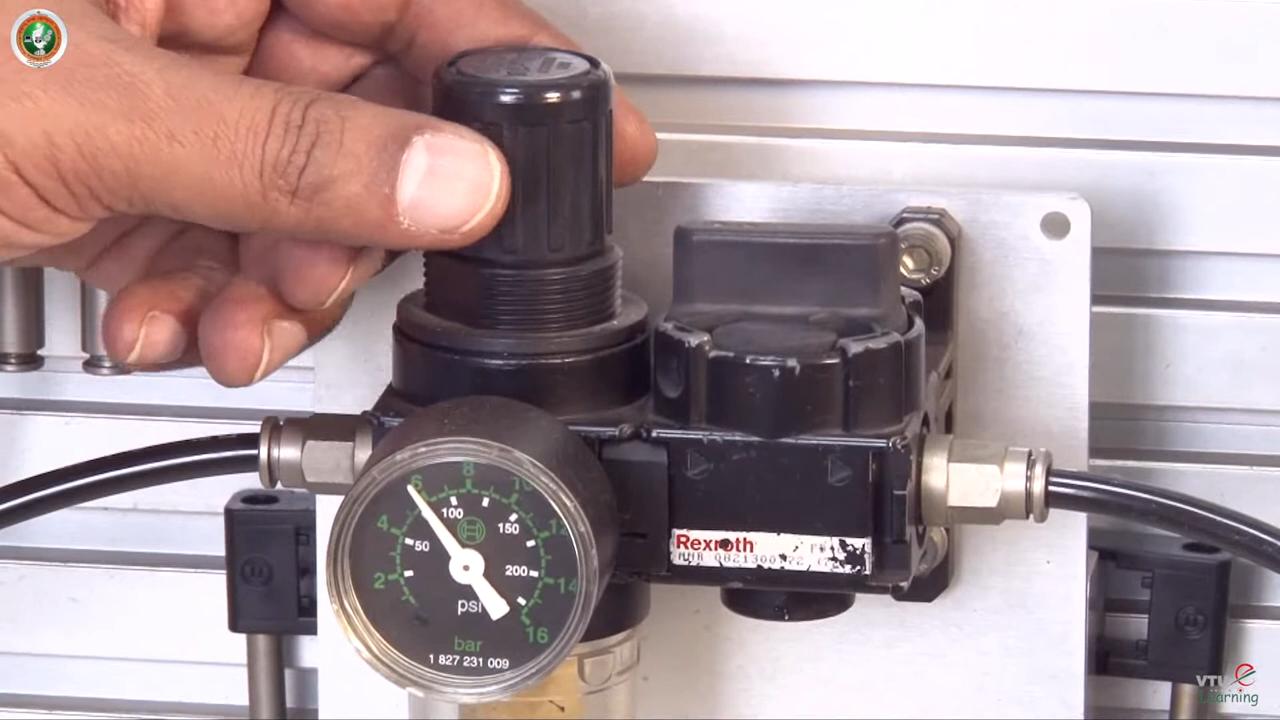 6 8 10
4 100 150
50
2 200 14
psi 16
bar
1 827 231 009
Rexroth
VTU e
Learning